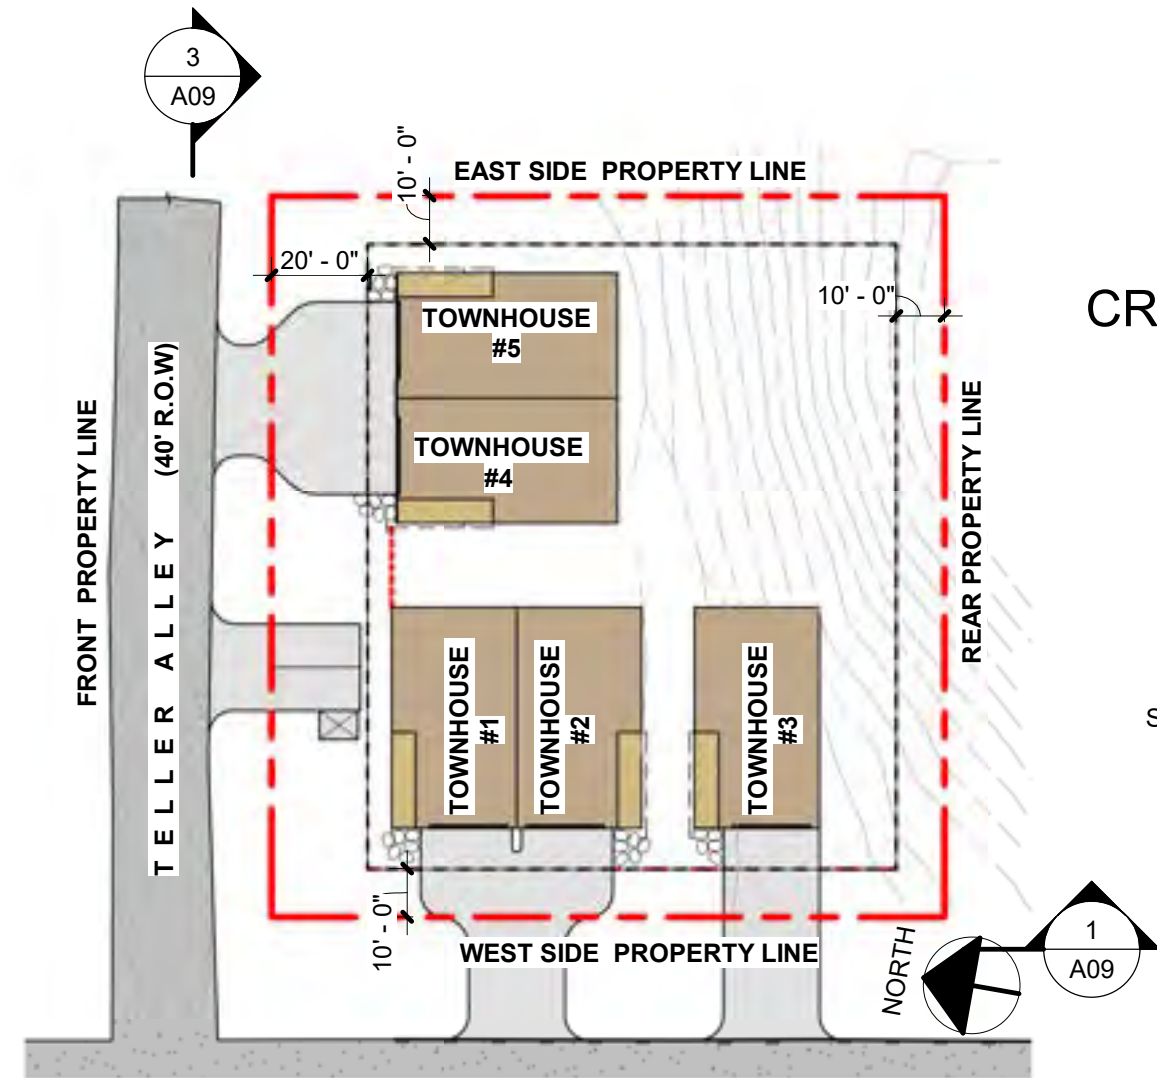 3
A09
10' - 0"
EAST SIDE  PROPERTY LINE
20' - 0"
10' - 0"
CR
TOWNHOUSE
#5
TOWNHOUSE
#4
FRONT  PROPERTY LINE
TELLER ALLEY (40' R.O.W)
REAR PROPERTY LINE
TOWNHOUSE
#1
TOWNHOUSE
#2
TOWNHOUSE
#3
S
10' - 0"
WEST SIDE  PROPERTY LINE
NORTH
1
A09